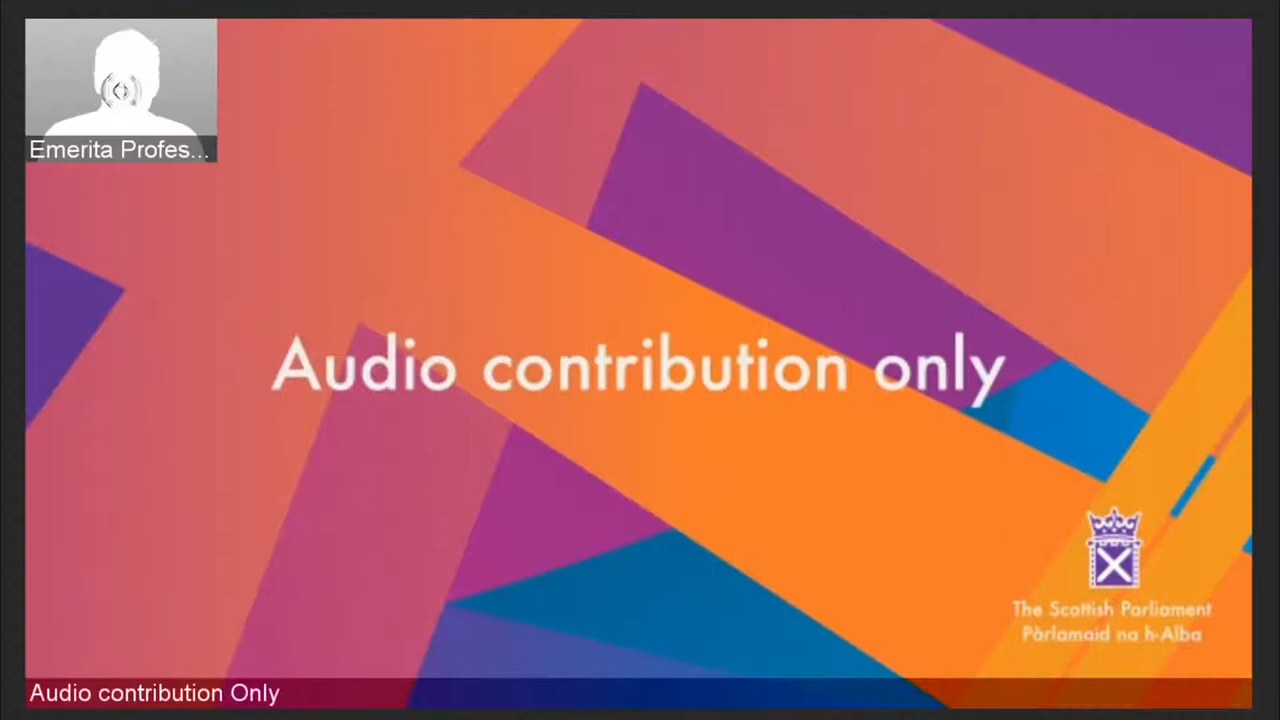 Emerita Profes...
Audio contribution only
The Scottish Parliament
Pàrlamaid na h-Alba
Audio contribution Only